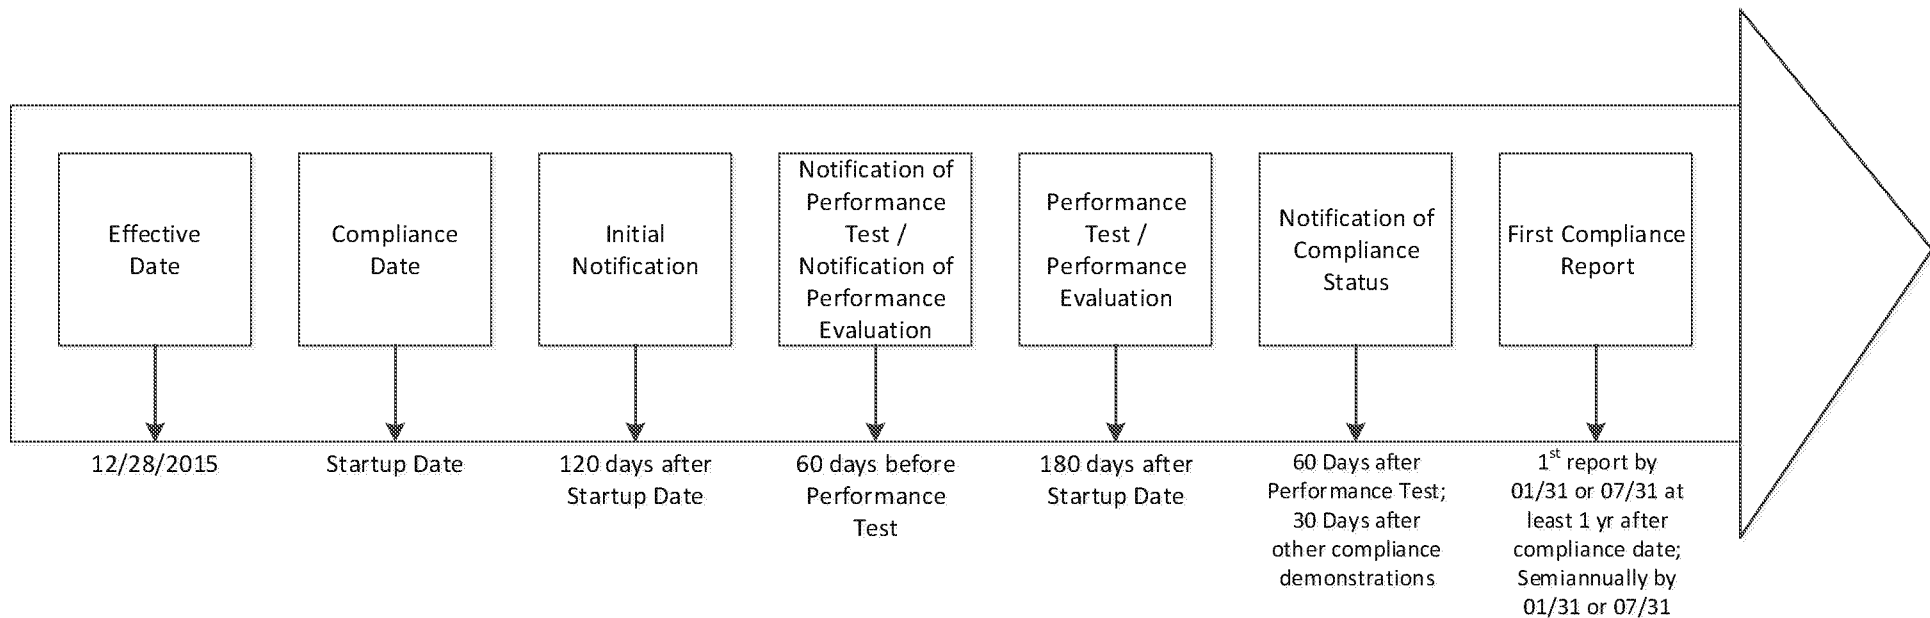 Effective
Date
Compliance
Date
Initial
Notification
Notification of
Performance
Test /
Notification of
Performance
Evaluation
Performance
Test /
Performance
Evaluation
Notification of
Compliance
Status
First Compliance
Report
12/28/2015
Startup Date
120 days after
Startup Date
60 days before
Performance
Test
180 days after
Startup Date
60 Days after
Performance Test;
30 Days after
other compliance
demonstrations
1st report by
01/31 or 07/31 at
least 1 yr after
compliance date;
Semiannually by
01/31 or 07/31